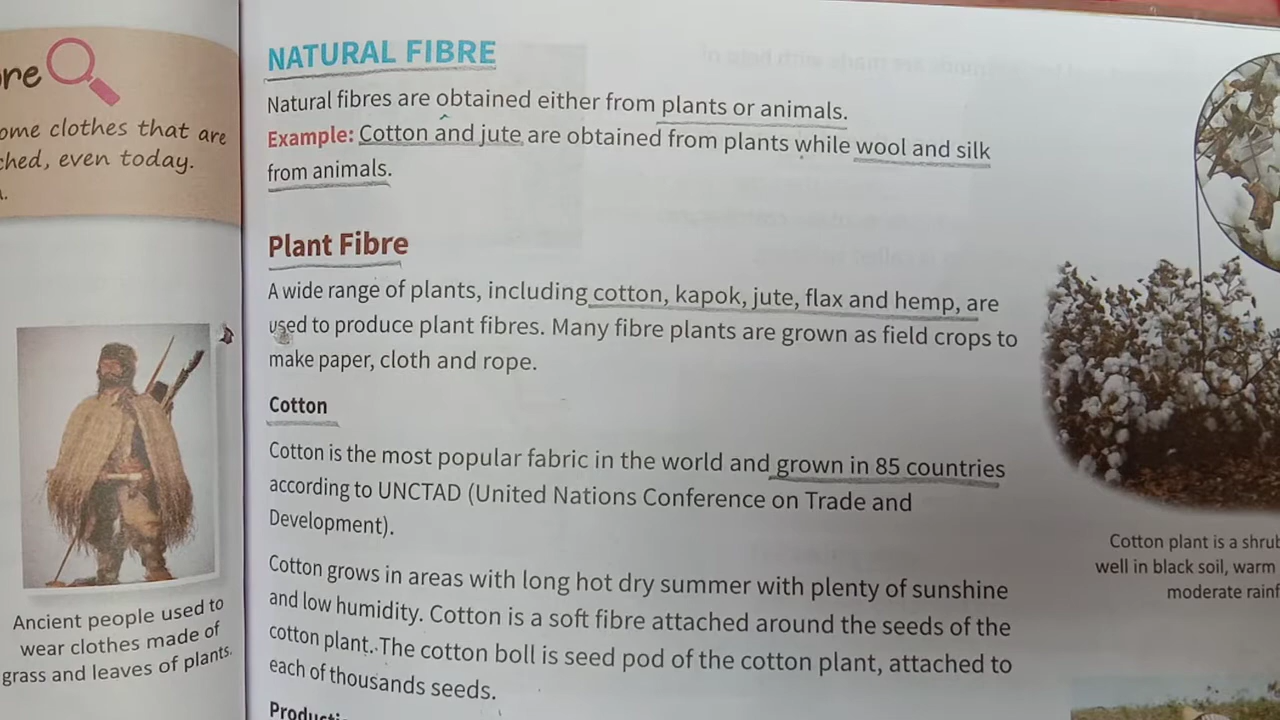 re
ome clothes that are
ched, even today.
NATURAL FIBRE
Natural fibres are obtained either from plants or animals.
Example: Cotton and jute are obtained from plants while wool and silk
from animals.
Plant Fibre
A wide range of plants, including cotton, kapok, jute, flax and hemp, are
used to produce plant fibres. Many fibre plants are grown as field crops to
make paper, cloth and rope.
Cotton
Cotton is the most popular fabric in the world and grown in 85 countries
according to UNCTAD (United Nations Conference on Trade and
Development).
Cotton grows in areas with long hot dry summer with plenty of sunshine
and low humidity. Cotton is a soft fibre attached around the seeds of the
cotton plant. The cotton boll is seed pod of the cotton plant, attached to
each of thousands seeds.
Producti
Ancient people used to
wear clothes made of
grass and leaves of plants.
Cotton plant is a shrub
well in black soil, warm
moderate rainf